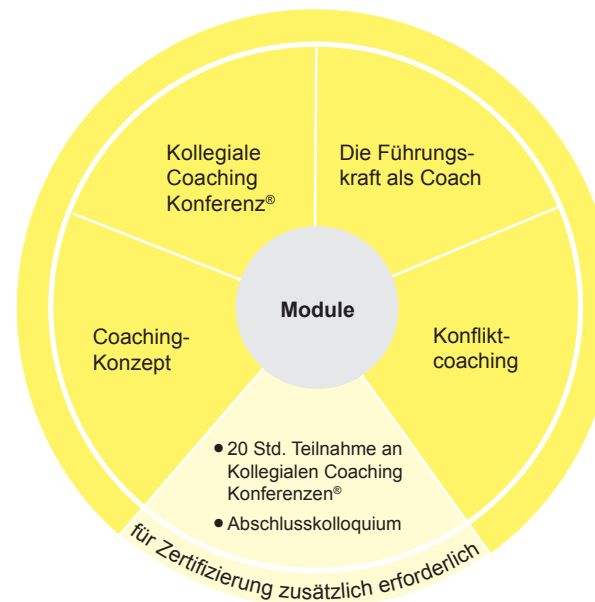 Kollegiale
Coaching
Konferenz®
Die Führungs-
kraft als Coach
Module
Coaching-
Konzept
Konflikt-
coaching
● 20 Std. Teilnahme an
Kollegialen Coaching
Konferenzen®
● Abschlusskolloquium
für Zertifizierung zusätzlich erforderlich